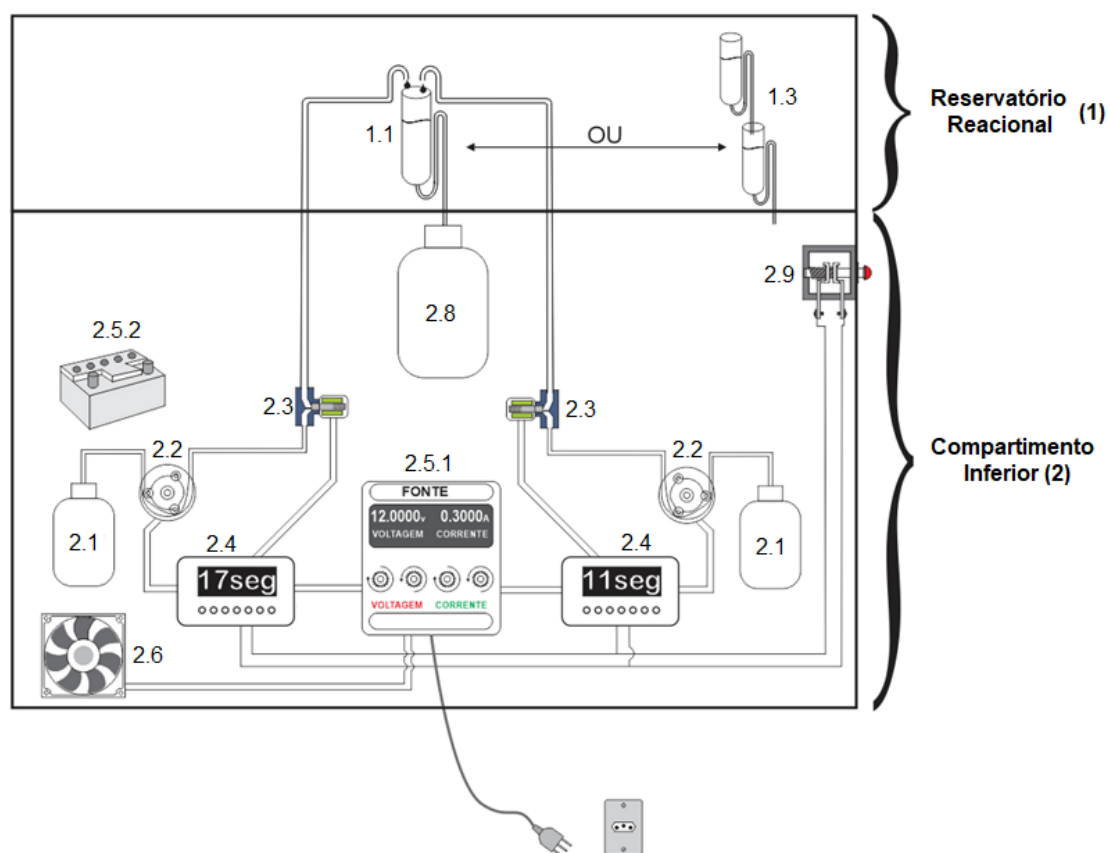 1.3
1.1
OU
Reservatório
Reacional (1)
2.9
2.8
2.5.2
2.3
2.3
Compartimento
Inferior (2)
2.2
2.5.1
2.2
FONTE
12.0000v 0.3000A
VOLTAGEM CORRENTE
2.1
2.4
2.4
2.1
17seg
11seg
VOLTAGEM CORRENTE
2.6